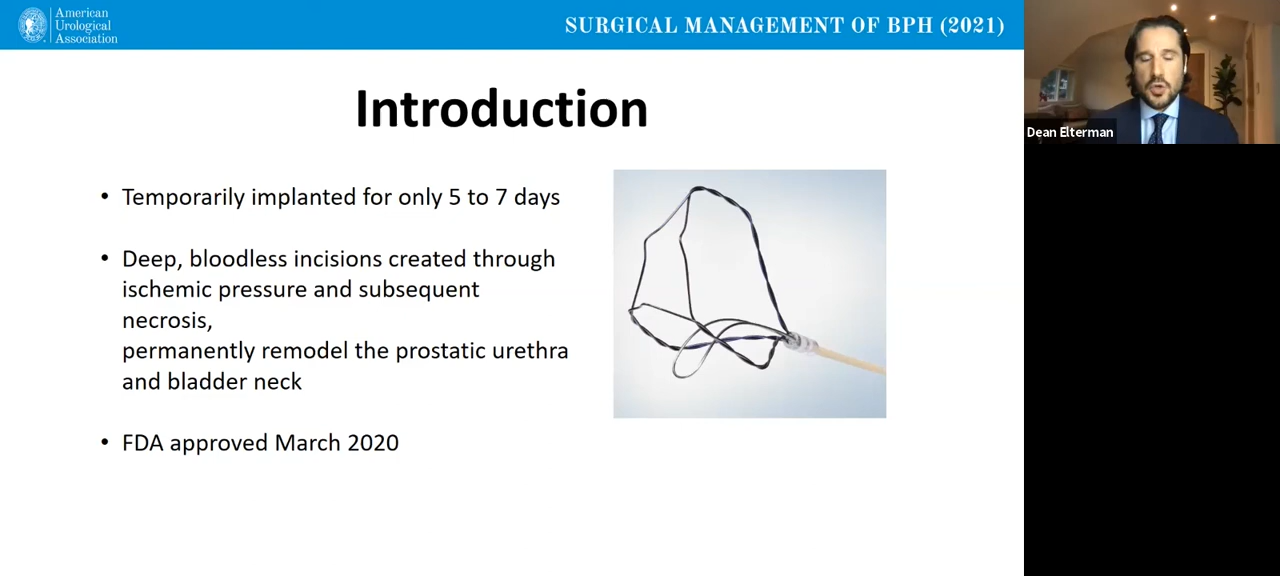 American
Urological
Association
SURGICAL MANAGEMENT OF BPH (2021)
Dean Elterman
Introduction
• Temporarily implanted for only 5 to 7 days
• Deep, bloodless incisions created through
ischemic pressure and subsequent
necrosis,
permanently remodel the prostatic urethra
and bladder neck
• FDA approved March 2020